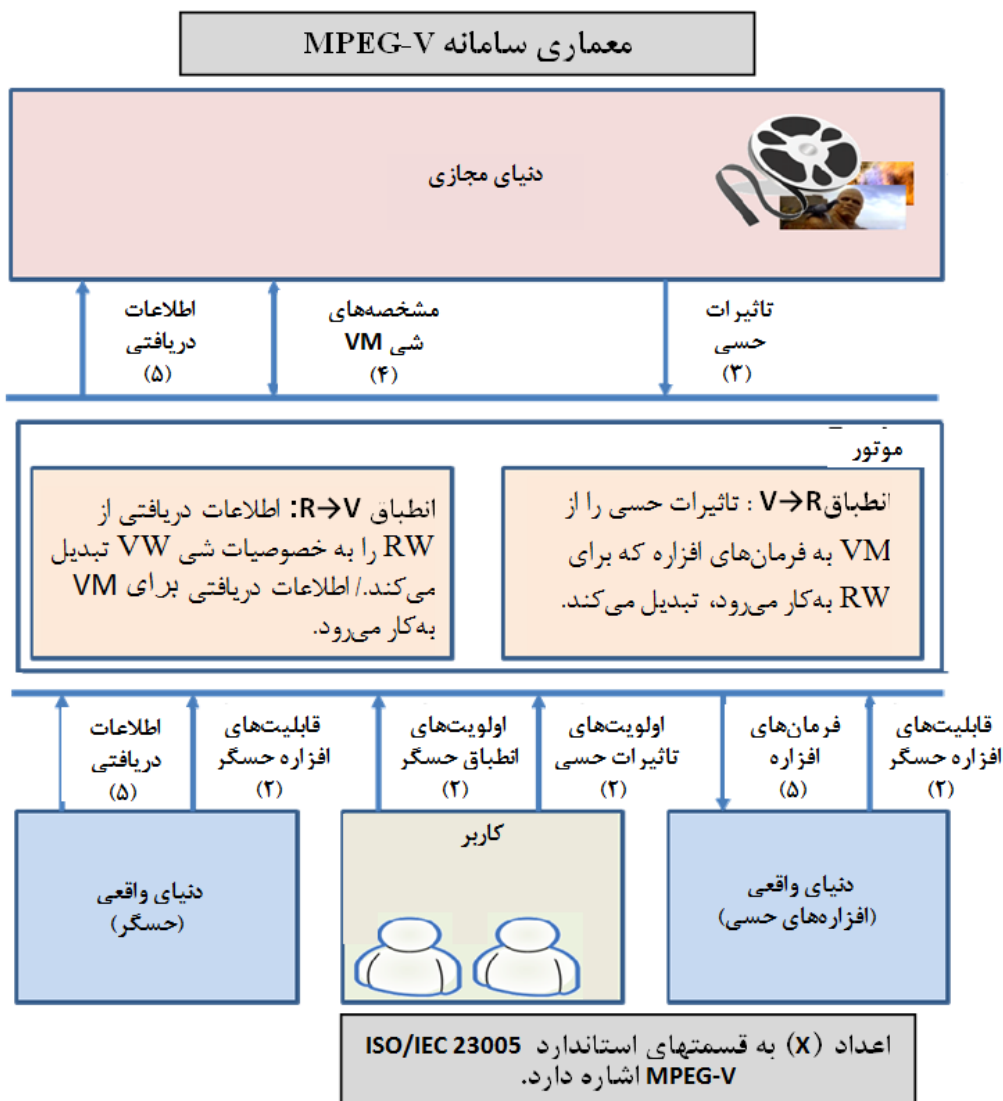 معماری سامانه MPEG-V
دنیای مجازی
تاثیرات
حسی
(۳)
مشخصه‌های
شی VM
(۴)
اطلاعات
دریافتی
(۵)
موتور
انطباقV→R : تاثیرات حسی را از
VM به فرمان‌های افزاره که برای
RW به‌کار می‌رود، تبدیل می‌کند.
انطباق R→V: اطلاعات دریافتی از
RW را به خصوصیات شی VW تبدیل
می‌کند./ اطلاعات دریافتی برای VM
به‌کار می‌رود.
قابلیت‌های
افزاره حسگر
(۲)
فرمان‌های
افزاره
(۵)
اولویت‌های
تاثیرات حسی
(۲)
اولویت‌های
انطباق حسگر
(۲)
قابلیت‌های
افزاره حسگر
(۲)
اطلاعات
دریافتی
(۵)
دنیای واقعی
(افزاره‌های حسی)
کاربر
دنیای واقعی
(حسگر)
اعداد (X) به قسمتهای استاندارد ISO/IEC 23005
MPEG-V اشاره دارد.